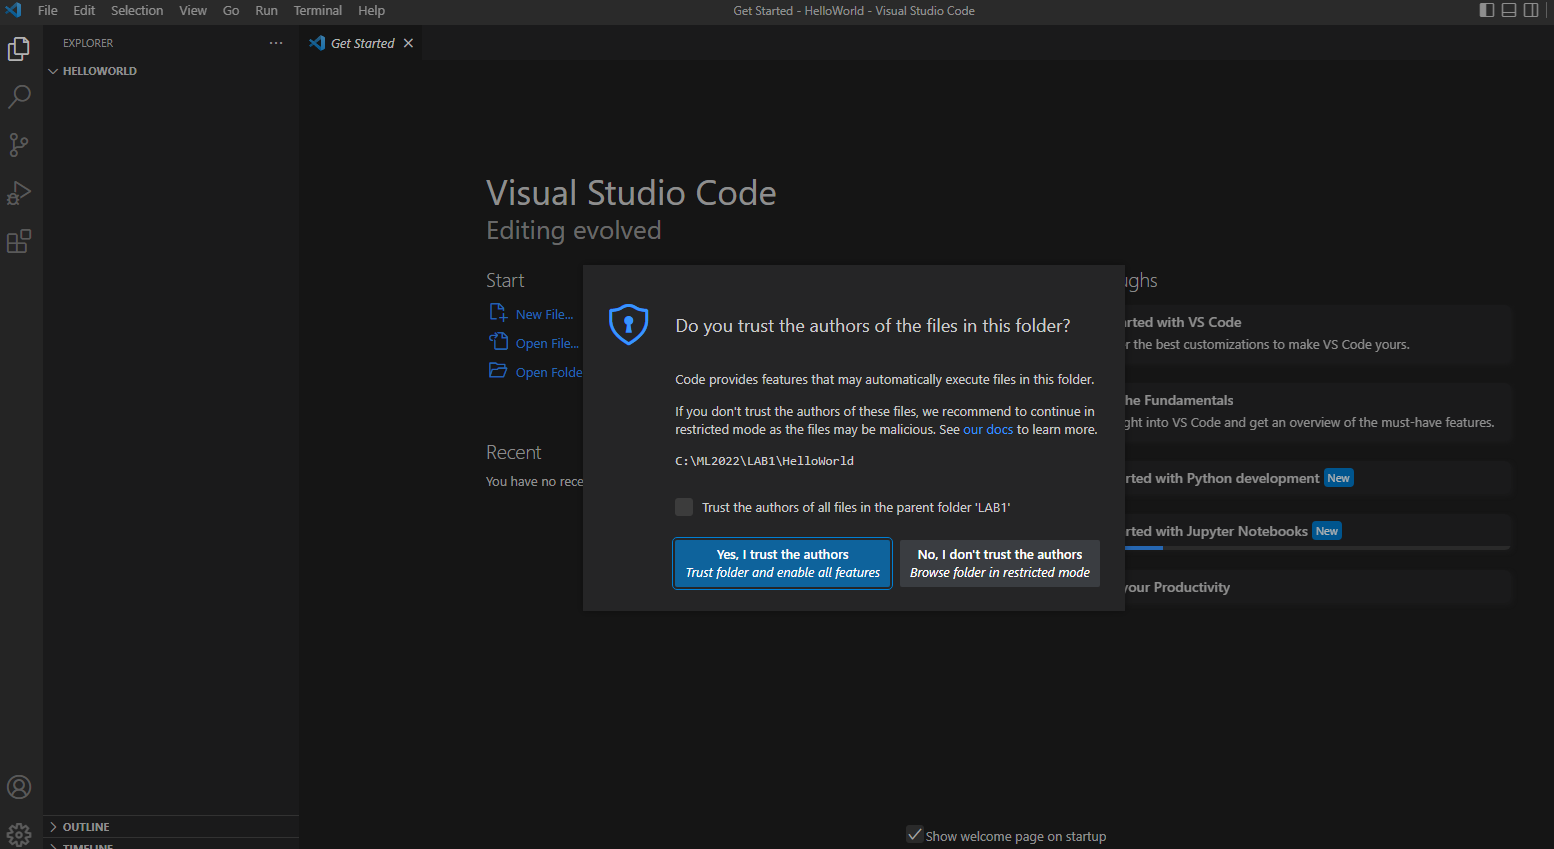 File Edit Selection View Go Run Terminal Help
Get Started - HelloWorld - Visual Studio Code
EXPLORER
Get Started
HELLOWORLD
Visual Studio Code
Editing evolved
Start
New File...
Open File...
Open Folde
Recent
You have no rece
ughs
rted with VS Code
r the best customizations to make VS Code yours.
he Fundamentals
ght into VS Code and get an overview of the must-have features.
rted with Python development New
rted with Jupyter Notebooks New
your Productivity
Do you trust the authors of the files in this folder?
Code provides features that may automatically execute files in this folder.
If you don't trust the authors of these files, we recommend to continue in
restricted mode as the files may be malicious. See our docs to learn more.
C:\ML2022\LAB1\HelloWorld
Trust the authors of all files in the parent folder 'LAB1'
Yes, I trust the authors
Trust folder and enable all features
No, I don't trust the authors
Browse folder in restricted mode
OUTLINE
TIMELINE
Show welcome page on startup